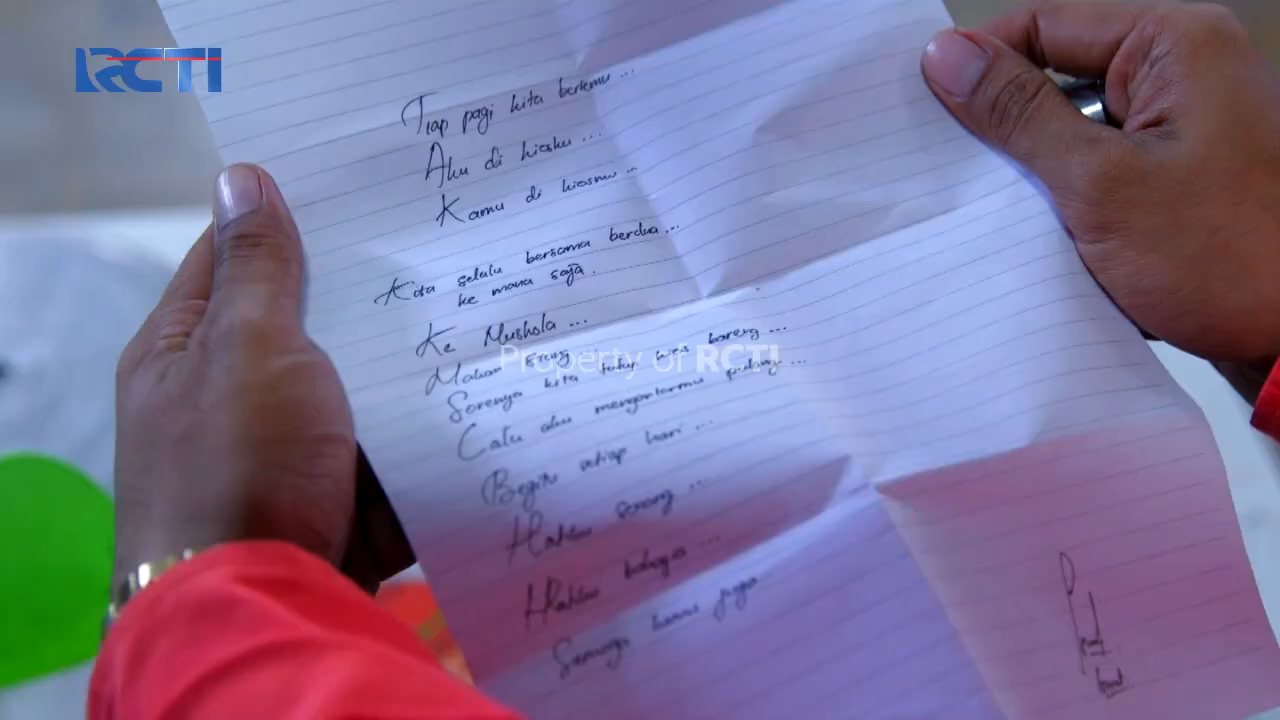 RCTI
Tiap pagi kita bertemu ...
Aku di kiosku ...
Kamu di kiosmu ...
Kita selalu bersama berdua ...
ke mana saja.
Ke Mushola ...
Makan siang ...
Property of RCTI
Sorenya kita tutup kios bareng ...
Lalu aku mengantarmu pulang ...
Begitu setiap hari ...
Hatiku senang ...
Hatiku bahagia ...
Semoga kamu juga